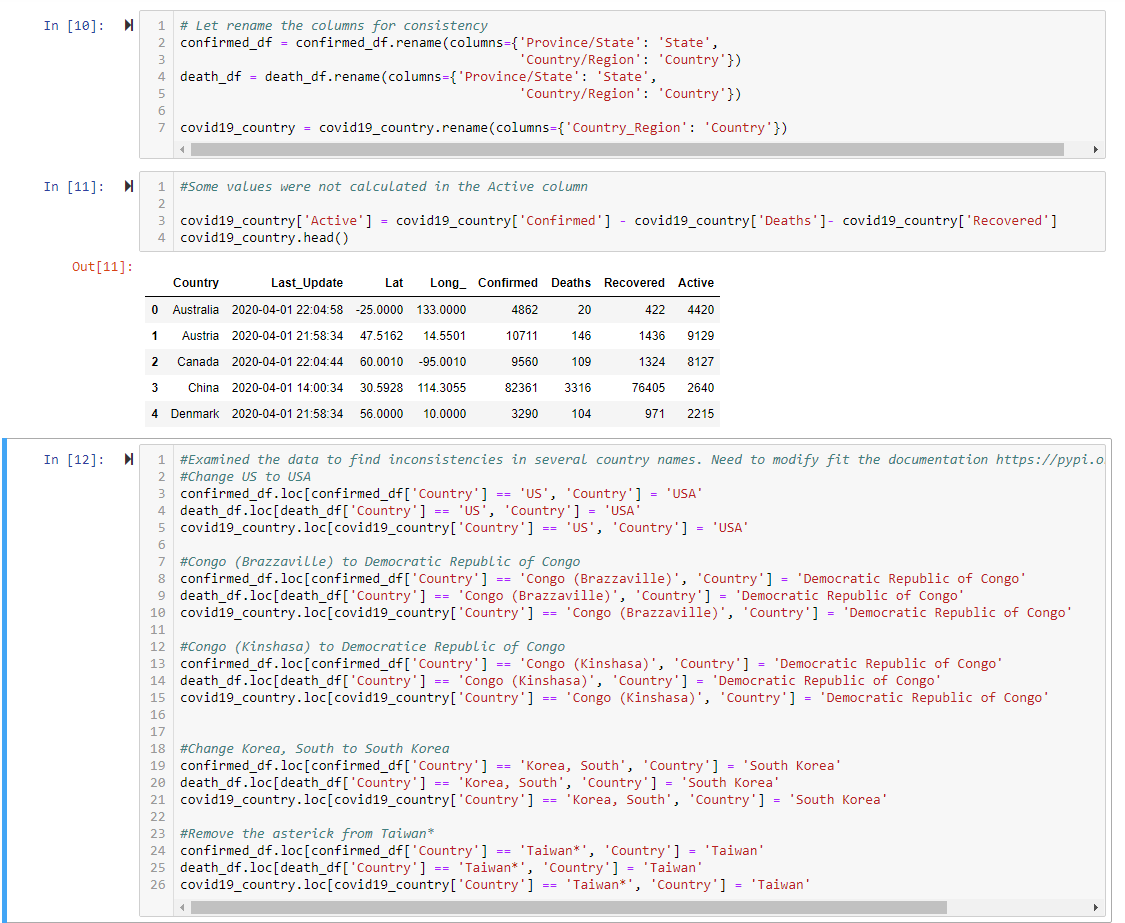 In [10]:
1 # Let rename the columns for consistency
2 confirmed_df = confirmed_df.rename(columns={'Province/State': 'State',
3 'Country/Region': 'Country'})
4 death_df = death_df.rename(columns={'Province/State': 'State',
5 'Country/Region': 'Country'})
6
7 covid19_country = covid19_country.rename(columns={'Country_Region': 'Country'})
In [11]:
1 #Some values were not calculated in the Active column
2
3 covid19_country['Active'] = covid19_country['Confirmed'] - covid19_country['Deaths']- covid19_country['Recovered']
4 covid19_country.head()
Out[11]:
Country Last_Update Lat Long_ Confirmed Deaths Recovered Active
0 Australia 2020-04-01 22:04:58 -25.0000 133.0000 4862 20 422 4420
1 Austria 2020-04-01 21:58:34 47.5162 14.5501 10711 146 1436 9129
2 Canada 2020-04-01 22:04:44 60.0010 -95.0010 9560 109 1324 8127
3 China 2020-04-01 14:00:34 30.5928 114.3055 82361 3316 76405 2640
4 Denmark 2020-04-01 21:58:34 56.0000 10.0000 3290 104 971 2215
In [12]:
1 #Examined the data to find inconsistencies in several country names. Need to modify fit the documentation https://pypi.o
2 #Change US to USA
3 confirmed_df.loc[confirmed_df['Country'] == 'US', 'Country'] = 'USA'
4 death_df.loc[death_df['Country'] == 'US', 'Country'] = 'USA'
5 covid19_country.loc[covid19_country['Country'] == 'US', 'Country'] = 'USA'
6
7 #Congo (Brazzaville) to Democratic Republic of Congo
8 confirmed_df.loc[confirmed_df['Country'] == 'Congo (Brazzaville)', 'Country'] = 'Democratic Republic of Congo'
9 death_df.loc[death_df['Country'] == 'Congo (Brazzaville)', 'Country'] = 'Democratic Republic of Congo'
10 covid19_country.loc[covid19_country['Country'] == 'Congo (Brazzaville)', 'Country'] = 'Democratic Republic of Congo'
11
12 #Congo (Kinshasa) to Democratice Republic of Congo
13 confirmed_df.loc[confirmed_df['Country'] == 'Congo (Kinshasa)', 'Country'] = 'Democratic Republic of Congo'
14 death_df.loc[death_df['Country'] == 'Congo (Kinshasa)', 'Country'] = 'Democratic Republic of Congo'
15 covid19_country.loc[covid19_country['Country'] == 'Congo (Kinshasa)', 'Country'] = 'Democratic Republic of Congo'
16
17
18 #Change Korea, South to South Korea
19 confirmed_df.loc[confirmed_df['Country'] == 'Korea, South', 'Country'] = 'South Korea'
20 death_df.loc[death_df['Country'] == 'Korea, South', 'Country'] = 'South Korea'
21 covid19_country.loc[covid19_country['Country'] == 'Korea, South', 'Country'] = 'South Korea'
22
23 #Remove the asterick from Taiwan*
24 confirmed_df.loc[confirmed_df['Country'] == 'Taiwan*', 'Country'] = 'Taiwan'
25 death_df.loc[death_df['Country'] == 'Taiwan*', 'Country'] = 'Taiwan'
26 covid19_country.loc[covid19_country['Country'] == 'Taiwan*', 'Country'] = 'Taiwan'